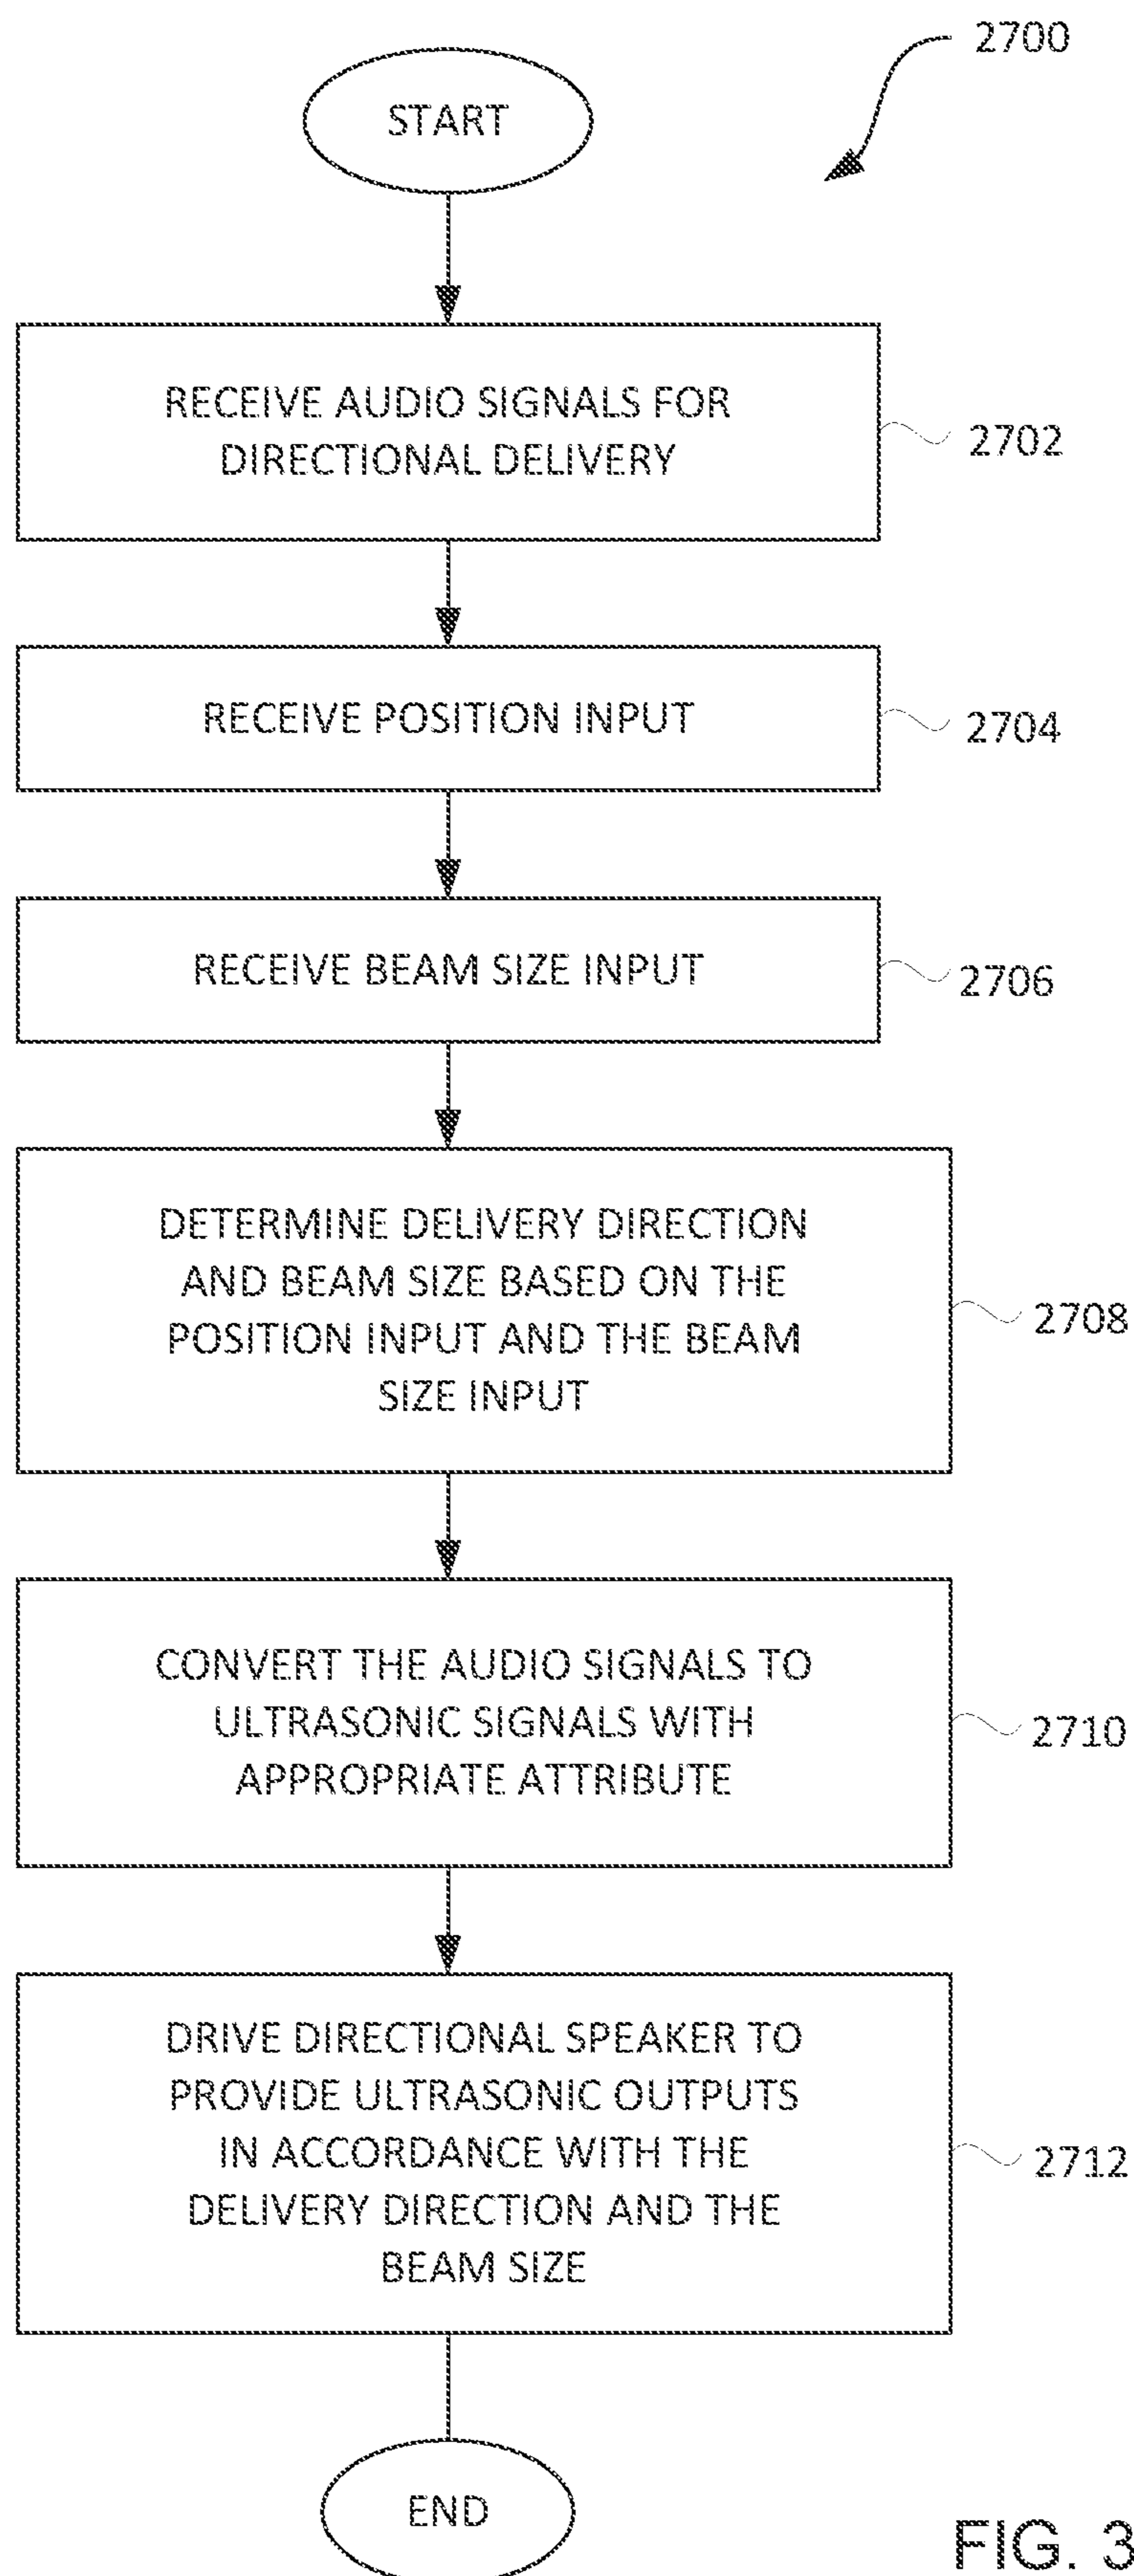 2700
START
RECEIVE AUDIO SIGNALS FOR
DIRECTIONAL DELIVERY
2702
RECEIVE POSITION INPUT
2704
RECEIVE BEAM SIZE INPUT
2706
DETERMINE DELIVERY DIRECTION
AND BEAM SIZE BASED ON THE
POSITION INPUT AND THE BEAM
SIZE INPUT
2708
CONVERT THE AUDIO SIGNALS TO
ULTRASONIC SIGNALS WITH
APPROPRIATE ATTRIBUTE
2710
DRIVE DIRECTIONAL SPEAKER TO
PROVIDE ULTRASONIC OUTPUTS
IN ACCORDANCE WITH THE
DELIVERY DIRECTION AND THE
BEAM SIZE
2712
END
FIG. 3